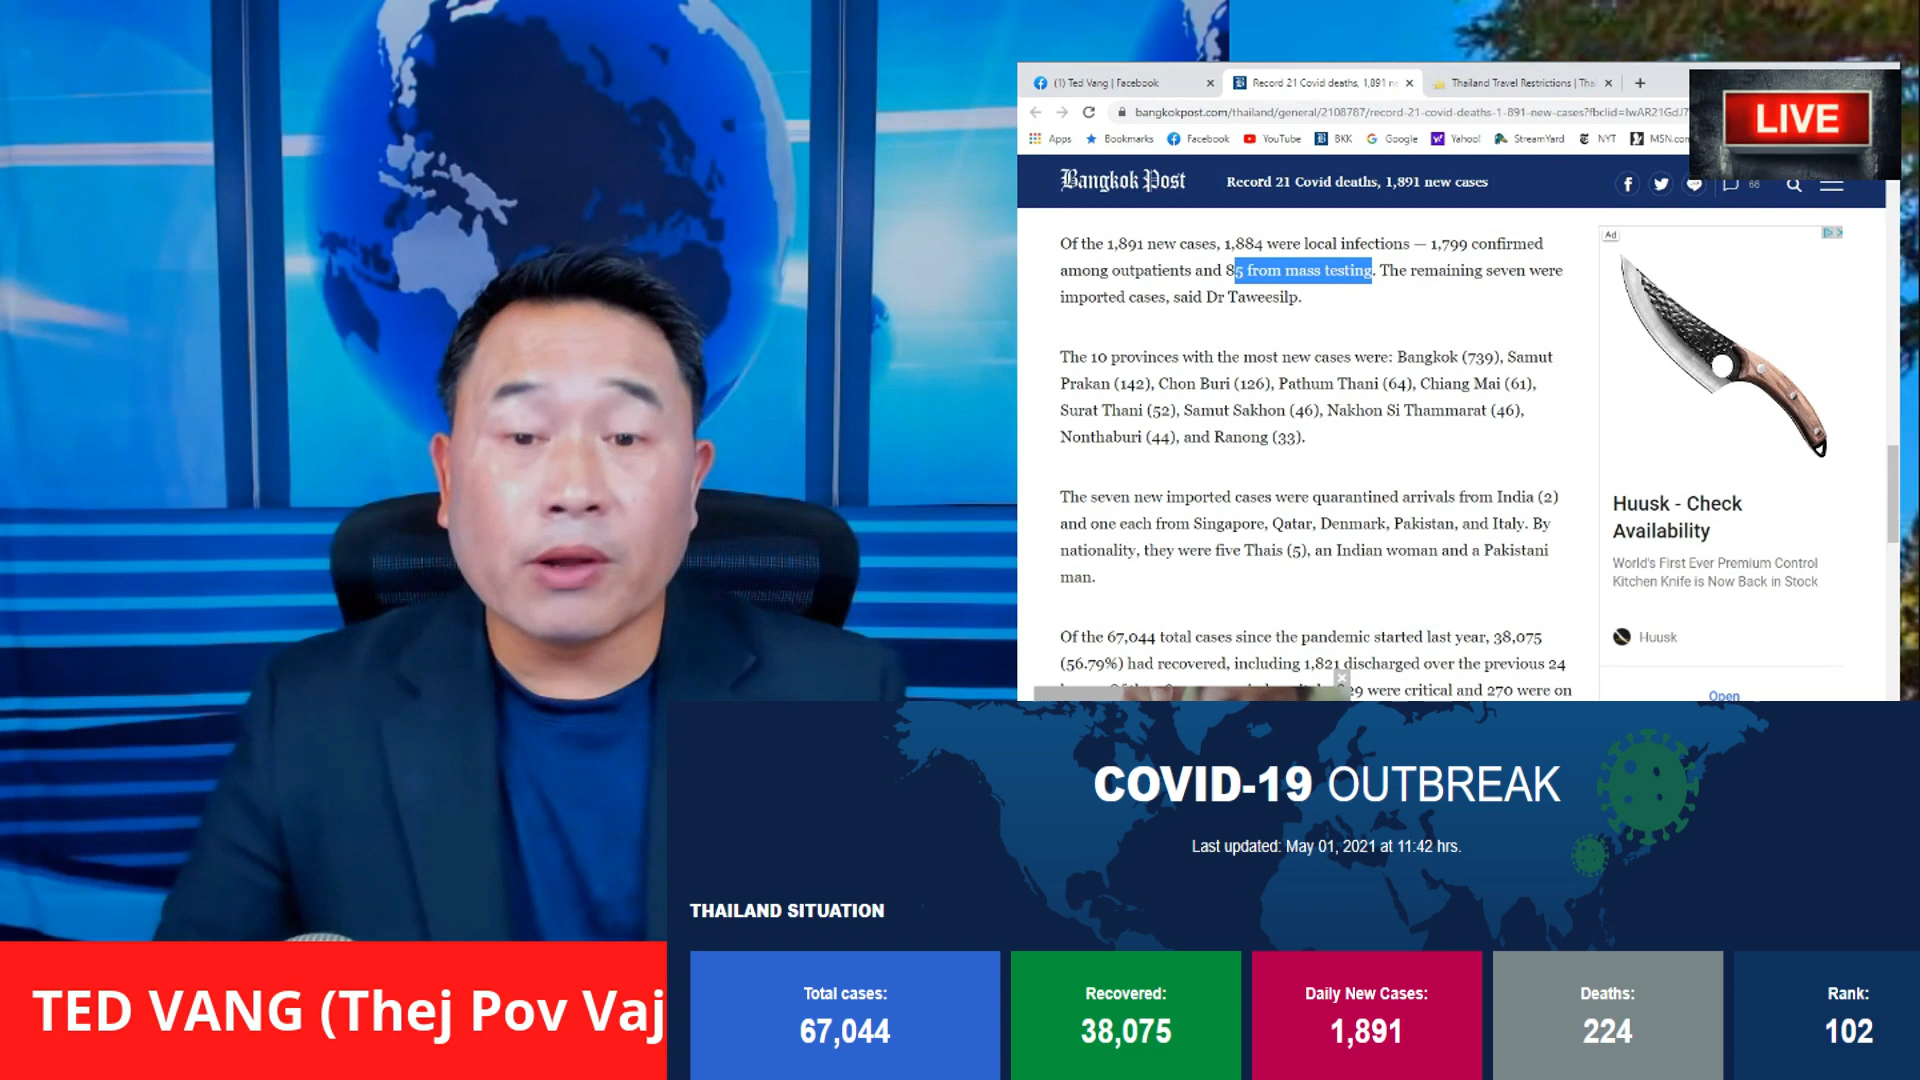 (1) Ted Vang | Facebook
Record 21 Covid deaths, 1,891 ne
Thailand Travel Restrictions | Tha
bangkokpost.com/thailand/general/2108787/record-21-covid-deaths-1-891-new-cases?fbclid=IwAR21GdJ7
Apps Bookmarks Facebook YouTube BKK Google Yahoo! StreamYard NYT MSN.com
LIVE
Bangkok Post
Record 21 Covid deaths, 1,891 new cases
66
Of the 1,891 new cases, 1,884 were local infections — 1,799 confirmed
among outpatients and 85 from mass testing. The remaining seven were
imported cases, said Dr Taweesilp.
The 10 provinces with the most new cases were: Bangkok (739), Samut
Prakan (142), Chon Buri (126), Pathum Thani (64), Chiang Mai (61),
Surat Thani (52), Samut Sakhon (46), Nakhon Si Thammarat (46),
Nonthaburi (44), and Ranong (33).
The seven new imported cases were quarantined arrivals from India (2)
and one each from Singapore, Qatar, Denmark, Pakistan, and Italy. By
nationality, they were five Thais (5), an Indian woman and a Pakistani
man.
Of the 67,044 total cases since the pandemic started last year, 38,075
(56.79%) had recovered, including 1,821 discharged over the previous 24
29 were critical and 270 were on
Ad
Huusk - Check
Availability
World's First Ever Premium Control
Kitchen Knife is Now Back in Stock
Huusk
Open
COVID-19 OUTBREAK
Last updated: May 01, 2021 at 11:42 hrs.
THAILAND SITUATION
Total cases:
67,044
Recovered:
38,075
Daily New Cases:
1,891
Deaths:
224
Rank:
102
TED VANG (Thej Pov Vaj